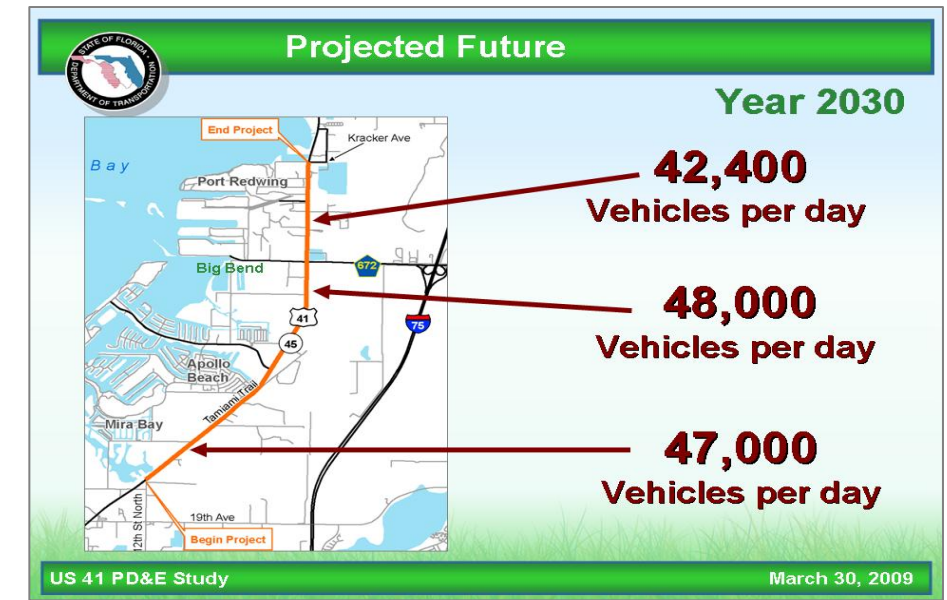 Projected Future
STATE OF FLORIDA
DEPARTMENT OF TRANSPORTATION
Year 2030
End Project
Kracker Ave
Bay
Port Redwing
42,400
Vehicles per day
Big Bend
672
48,000
Vehicles per day
41
75
45
Apollo
Beach
Tamiami Trail
Mira Bay
47,000
Vehicles per day
12th St North
19th Ave
Begin Project
US 41 PD&E Study
March 30, 2009